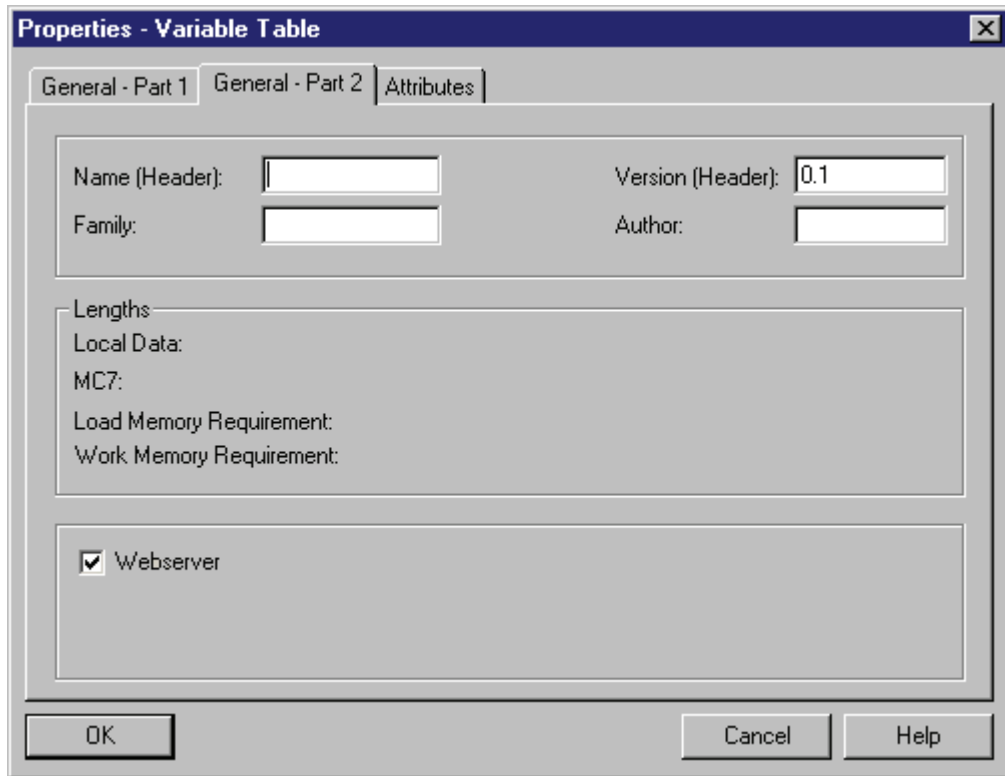 Properties - Variable Table
General - Part 1 General - Part 2 Attributes
Name (Header): Version (Header): 0.1
Family: Author:
Lengths
Local Data:
MC7:
Load Memory Requirement:
Work Memory Requirement:
Webserver
OK Cancel Help